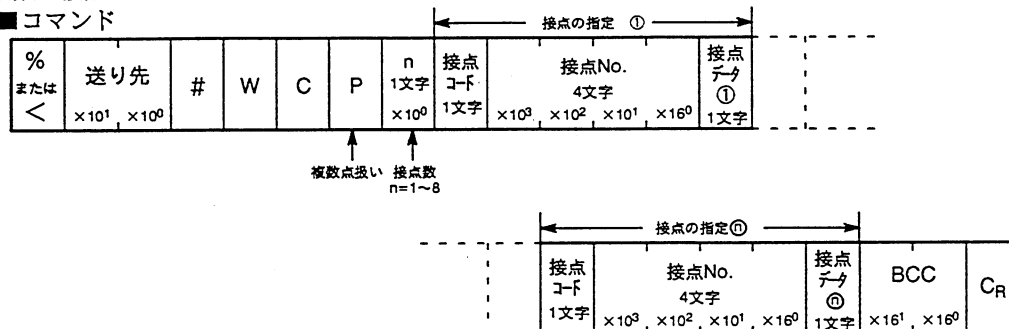 ■コマンド
接点の指定 ①
% または <
送り先 ×10¹ ×10⁰
#
W
C
P
n 1文字 ×10⁰
接点 コード 1文字
接点No. 4文字 ×10³ ×10² ×10¹ ×16⁰
接点 データ ① 1文字
複数点扱い
接点数 n=1~8
接点の指定ⓝ
接点 コード 1文字
接点No. 4文字 ×10³ ×10² ×10¹ ×16⁰
接点 データ ⓝ 1文字
BCC ×16¹ ×16⁰
CR